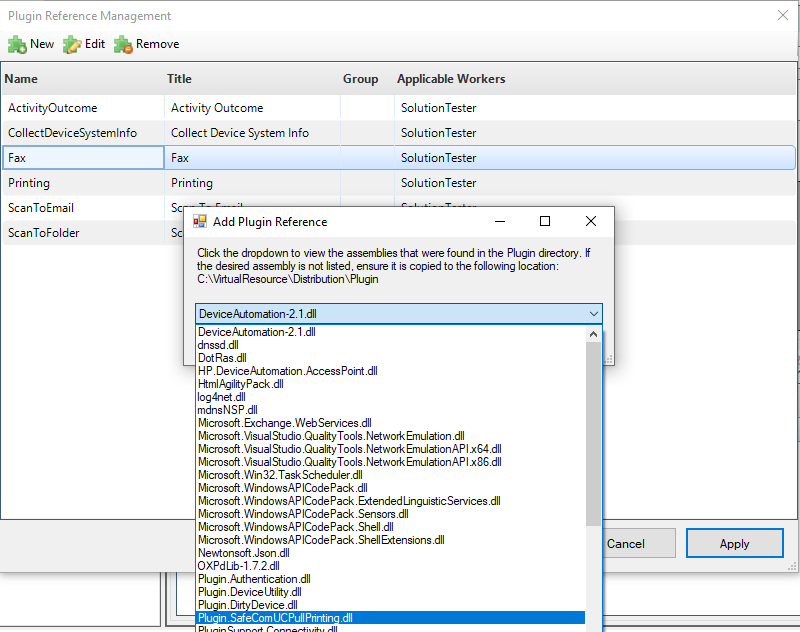 Plugin Reference Management
New Edit Remove
Name Title Group Applicable Workers
ActivityOutcome Activity Outcome SolutionTester
CollectDeviceSystemInfo Collect Device System Info SolutionTester
Fax Fax SolutionTester
Printing Printing SolutionTester
ScanToEmail
ScanToFolder
Add Plugin Reference
Click the dropdown to view the assemblies that were found in the Plugin directory. If
the desired assembly is not listed, ensure it is copied to the following location:
C:\VirtualResource\Distribution\Plugin
DeviceAutomation-2.1.dll
DeviceAutomation-2.1.dll
dnssd.dll
DotRas.dll
HP.DeviceAutomation.AccessPoint.dll
HtmlAgilityPack.dll
log4net.dll
mdnsNSP.dll
Microsoft.Exchange.WebServices.dll
Microsoft.VisualStudio.QualityTools.NetworkEmulation.dll
Microsoft.VisualStudio.QualityTools.NetworkEmulationAPI.x64.dll
Microsoft.VisualStudio.QualityTools.NetworkEmulationAPI.x86.dll
Microsoft.Win32.TaskScheduler.dll
Microsoft.WindowsAPICodePack.dll
Microsoft.WindowsAPICodePack.ExtendedLinguisticServices.dll
Microsoft.WindowsAPICodePack.Sensors.dll
Microsoft.WindowsAPICodePack.Shell.dll
Microsoft.WindowsAPICodePack.ShellExtensions.dll
Newtonsoft.Json.dll
OXPdLib-1.7.2.dll
Plugin.Authentication.dll
Plugin.DeviceUtility.dll
Plugin.DirtyDevice.dll
Plugin.SafeComUCPullPrinting.dll
PluginSupport.Connectivity.dll
Cancel Apply